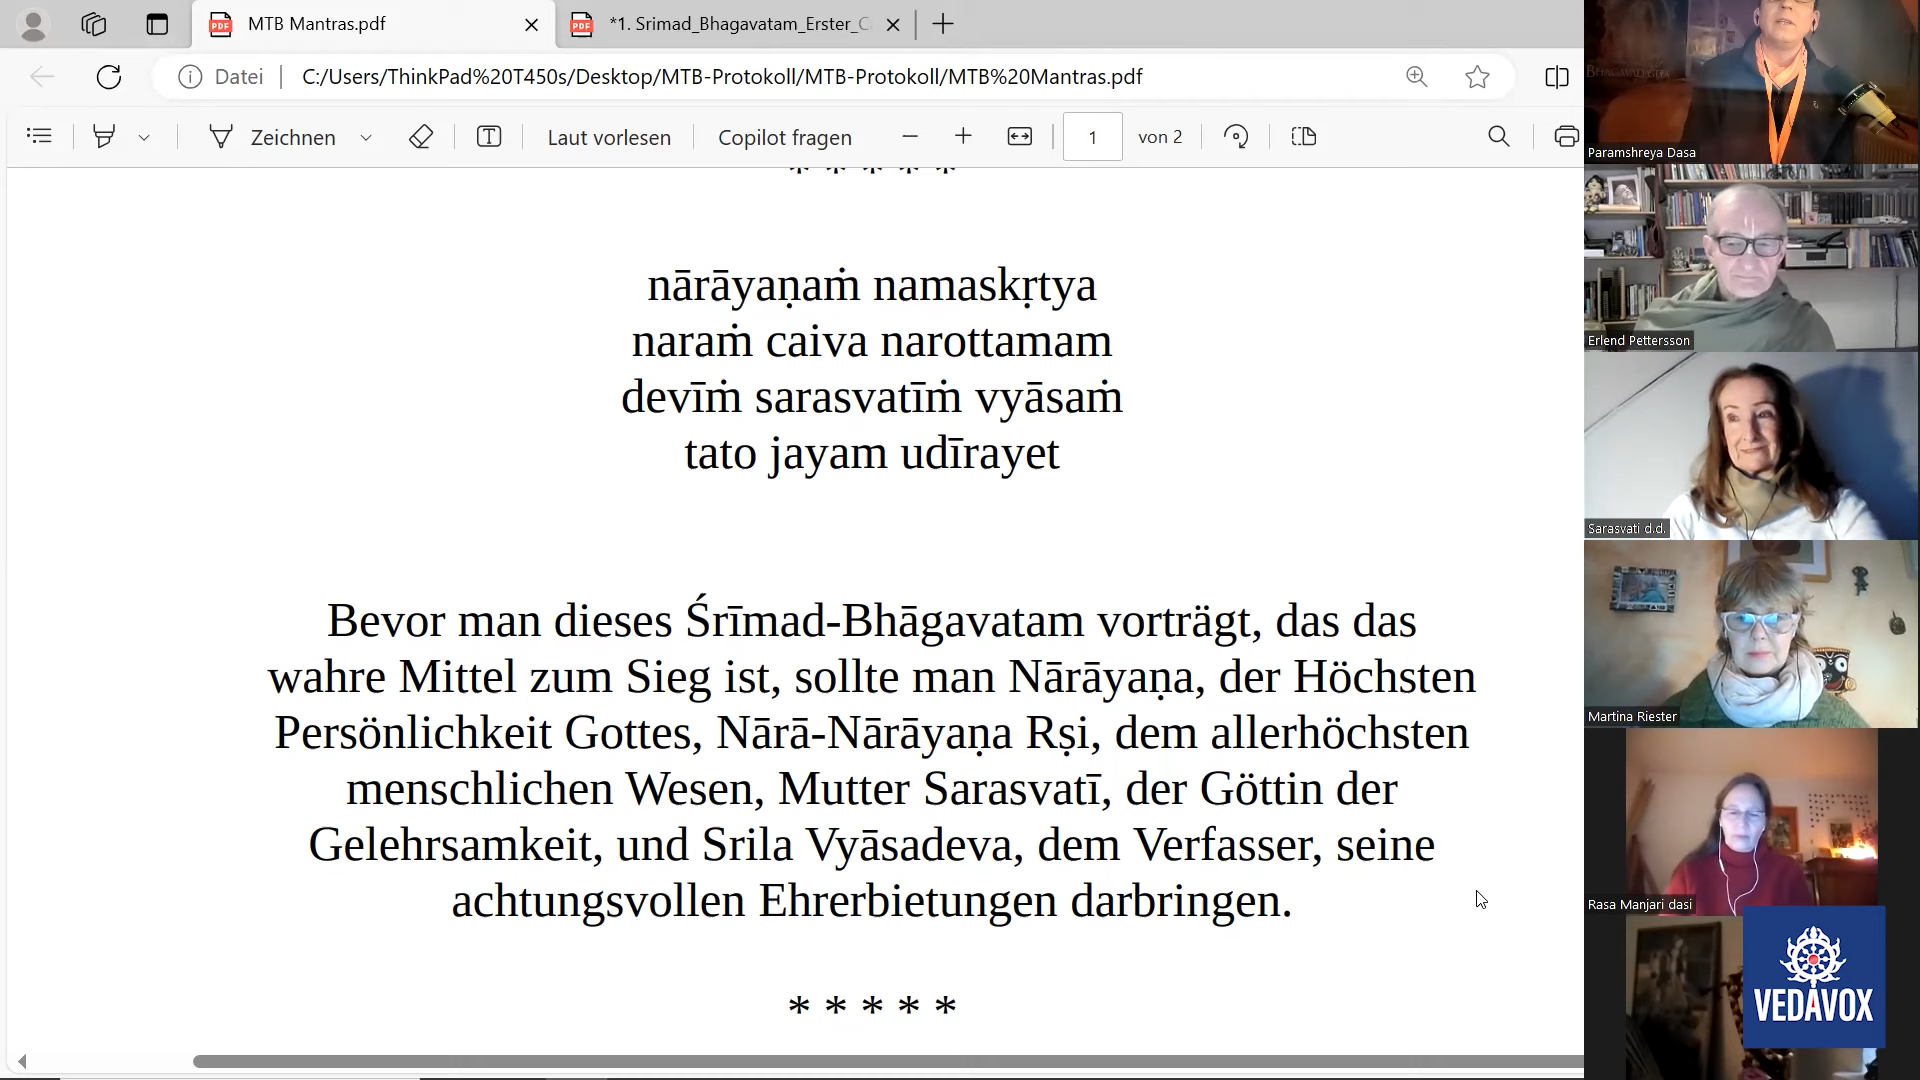 MTB Mantras.pdf
*1. Srimad_Bhagavatam_Erster_C
Datei
C:/Users/ThinkPad%20T450s/Desktop/MTB-Protokoll/MTB-Protokoll/MTB%20Mantras.pdf
Zeichnen
Laut vorlesen
Copilot fragen
1
von 2
* * * * *
nārāyaṇaṁ namaskṛtya
naraṁ caiva narottamam
devīṁ sarasvatīṁ vyāsaṁ
tato jayam udīrayet
Bevor man dieses Śrīmad-Bhāgavatam vorträgt, das das
wahre Mittel zum Sieg ist, sollte man Nārāyaṇa, der Höchsten
Persönlichkeit Gottes, Nārā-Nārāyaṇa Rṣi, dem allerhöchsten
menschlichen Wesen, Mutter Sarasvatī, der Göttin der
Gelehrsamkeit, und Srila Vyāsadeva, dem Verfasser, seine
achtungsvollen Ehrerbietungen darbringen.
* * * * *
Paramshreya Dasa
Erlend Pettersson
Sarasvati d.d.
Martina Riester
Rasa Manjari dasi
VEDAVOX